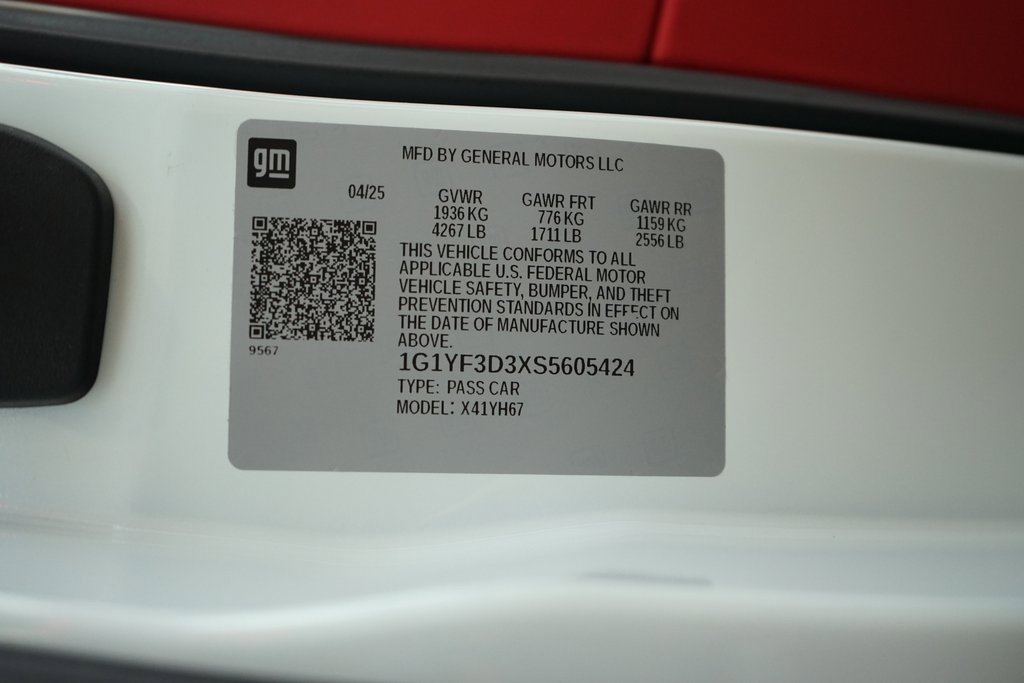 gm
MFD BY GENERAL MOTORS LLC
04/25
GVWR GAWR FRT GAWR RR
1936 KG 776 KG 1159 KG
4267 LB 1711 LB 2556 LB
THIS VEHICLE CONFORMS TO ALL
APPLICABLE U.S. FEDERAL MOTOR
VEHICLE SAFETY, BUMPER, AND THEFT
PREVENTION STANDARDS IN EFFECT ON
THE DATE OF MANUFACTURE SHOWN
ABOVE.
9567
1G1YF3D3XS5605424
TYPE: PASS CAR
MODEL: X41YH67